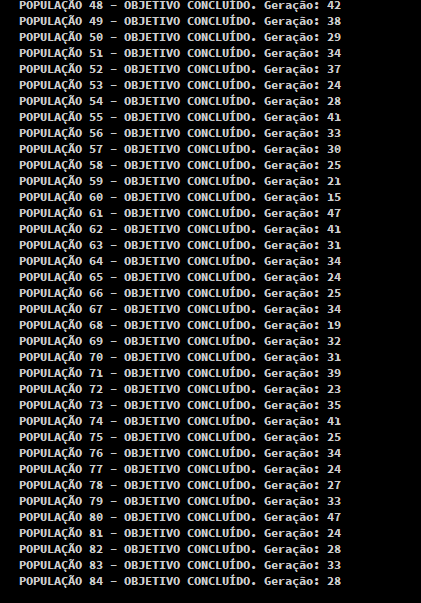 POPULAÇÃO 48 - OBJETIVO CONCLUÍDO. Geração: 42
POPULAÇÃO 49 - OBJETIVO CONCLUÍDO. Geração: 38
POPULAÇÃO 50 - OBJETIVO CONCLUÍDO. Geração: 29
POPULAÇÃO 51 - OBJETIVO CONCLUÍDO. Geração: 34
POPULAÇÃO 52 - OBJETIVO CONCLUÍDO. Geração: 37
POPULAÇÃO 53 - OBJETIVO CONCLUÍDO. Geração: 24
POPULAÇÃO 54 - OBJETIVO CONCLUÍDO. Geração: 28
POPULAÇÃO 55 - OBJETIVO CONCLUÍDO. Geração: 41
POPULAÇÃO 56 - OBJETIVO CONCLUÍDO. Geração: 33
POPULAÇÃO 57 - OBJETIVO CONCLUÍDO. Geração: 30
POPULAÇÃO 58 - OBJETIVO CONCLUÍDO. Geração: 25
POPULAÇÃO 59 - OBJETIVO CONCLUÍDO. Geração: 21
POPULAÇÃO 60 - OBJETIVO CONCLUÍDO. Geração: 15
POPULAÇÃO 61 - OBJETIVO CONCLUÍDO. Geração: 47
POPULAÇÃO 62 - OBJETIVO CONCLUÍDO. Geração: 41
POPULAÇÃO 63 - OBJETIVO CONCLUÍDO. Geração: 31
POPULAÇÃO 64 - OBJETIVO CONCLUÍDO. Geração: 34
POPULAÇÃO 65 - OBJETIVO CONCLUÍDO. Geração: 24
POPULAÇÃO 66 - OBJETIVO CONCLUÍDO. Geração: 25
POPULAÇÃO 67 - OBJETIVO CONCLUÍDO. Geração: 34
POPULAÇÃO 68 - OBJETIVO CONCLUÍDO. Geração: 19
POPULAÇÃO 69 - OBJETIVO CONCLUÍDO. Geração: 32
POPULAÇÃO 70 - OBJETIVO CONCLUÍDO. Geração: 31
POPULAÇÃO 71 - OBJETIVO CONCLUÍDO. Geração: 39
POPULAÇÃO 72 - OBJETIVO CONCLUÍDO. Geração: 23
POPULAÇÃO 73 - OBJETIVO CONCLUÍDO. Geração: 35
POPULAÇÃO 74 - OBJETIVO CONCLUÍDO. Geração: 41
POPULAÇÃO 75 - OBJETIVO CONCLUÍDO. Geração: 25
POPULAÇÃO 76 - OBJETIVO CONCLUÍDO. Geração: 34
POPULAÇÃO 77 - OBJETIVO CONCLUÍDO. Geração: 24
POPULAÇÃO 78 - OBJETIVO CONCLUÍDO. Geração: 27
POPULAÇÃO 79 - OBJETIVO CONCLUÍDO. Geração: 33
POPULAÇÃO 80 - OBJETIVO CONCLUÍDO. Geração: 47
POPULAÇÃO 81 - OBJETIVO CONCLUÍDO. Geração: 24
POPULAÇÃO 82 - OBJETIVO CONCLUÍDO. Geração: 28
POPULAÇÃO 83 - OBJETIVO CONCLUÍDO. Geração: 33
POPULAÇÃO 84 - OBJETIVO CONCLUÍDO. Geração: 28